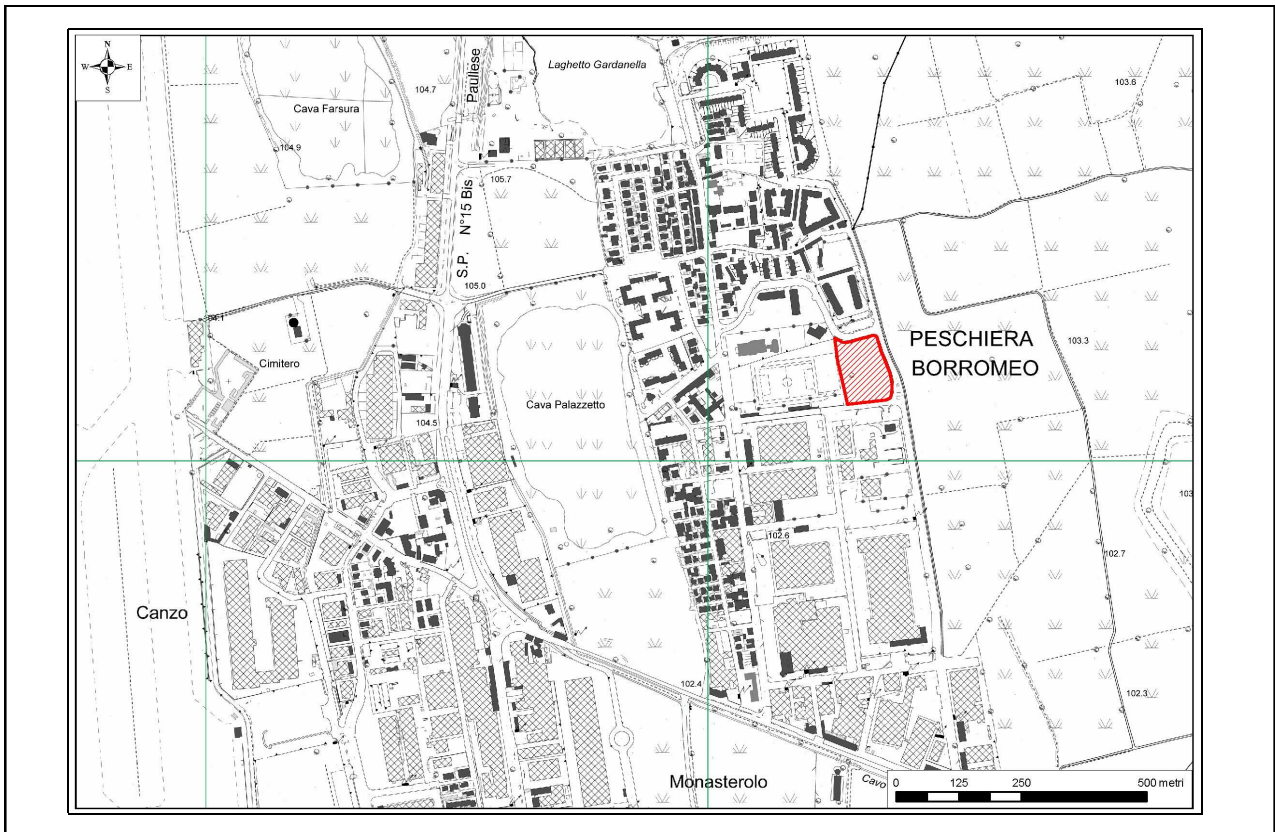 N
W E
S
Laghetto Gardanella
Paullese
104.7
Cava Farsura
103.6
104.9
105.7
N°15 Bis
S.P.
105.0
PESCHIERA
BORROMEO
103.3
Cimitero
Cava Palazzetto
104.5
103
102.6
102.7
Canzo
102.4
102.3
Monasterolo
Cavo
0 125 250 500 metri